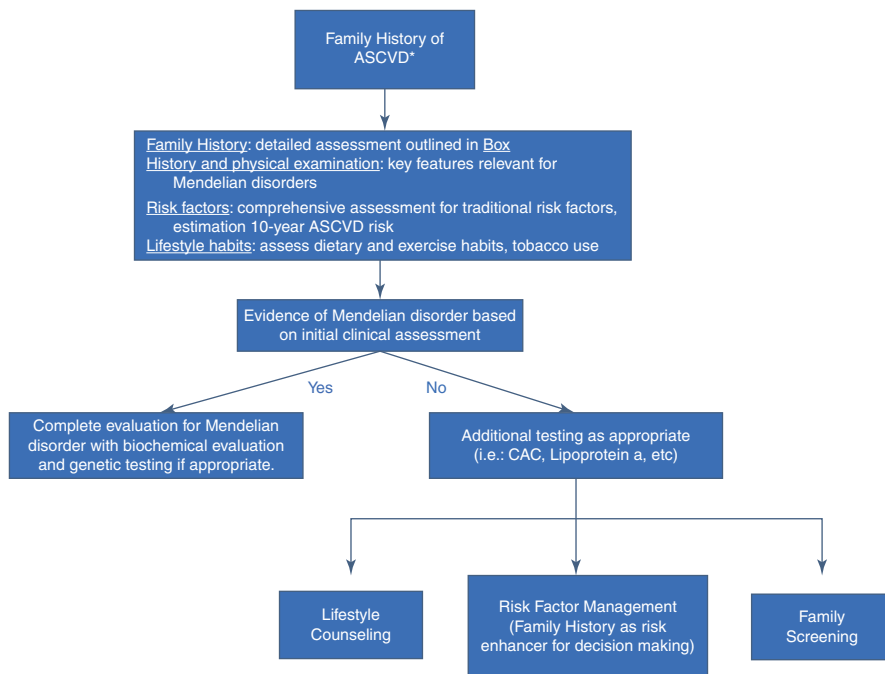 Family History of
ASCVD*
Family History: detailed assessment outlined in Box
History and physical examination: key features relevant for
Mendelian disorders
Risk factors: comprehensive assessment for traditional risk factors,
estimation 10-year ASCVD risk
Lifestyle habits: assess dietary and exercise habits, tobacco use
Evidence of Mendelian disorder based
on initial clinical assessment
Yes
No
Complete evaluation for Mendelian
disorder with biochemical evaluation
and genetic testing if appropriate.
Additional testing as appropriate
(i.e.: CAC, Lipoprotein a, etc)
Lifestyle
Counseling
Risk Factor Management
(Family History as risk
enhancer for decision making)
Family
Screening